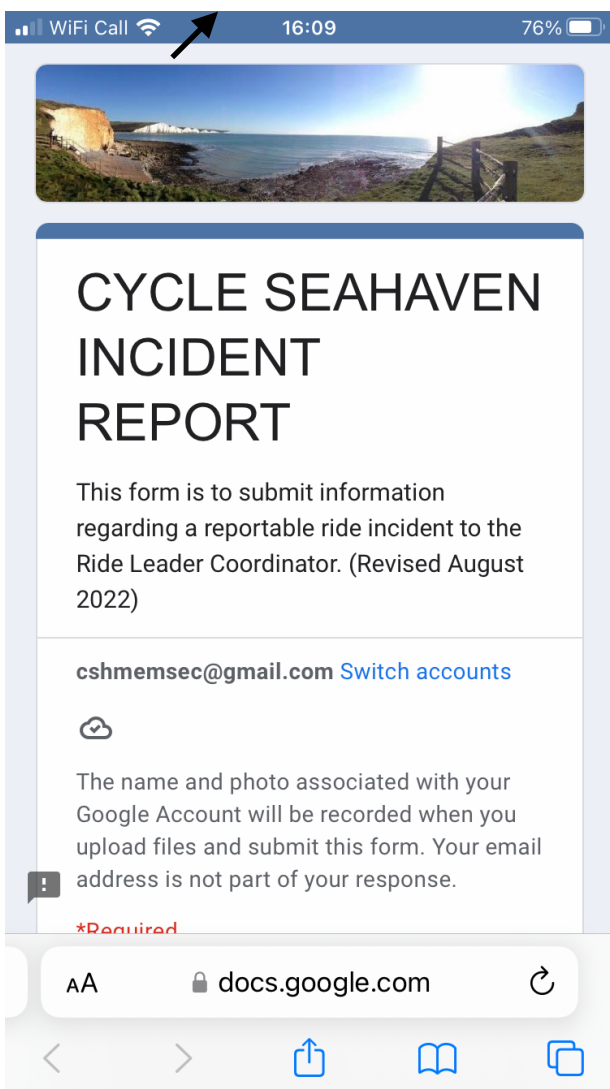 WiFi Call 16:09 76%
CYCLE SEAHAVEN
INCIDENT
REPORT
This form is to submit information
regarding a reportable ride incident to the
Ride Leader Coordinator. (Revised August
2022)
cshmemsec@gmail.com Switch accounts
The name and photo associated with your
Google Account will be recorded when you
upload files and submit this form. Your email
address is not part of your response.
*Required
AA docs.google.com